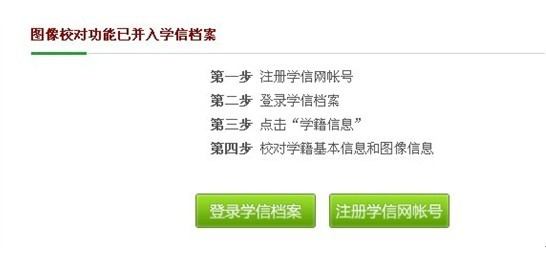 图像校对功能已并入学信档案
第一步 注册学信网帐号
第二步 登录学信档案
第三步 点击“学籍信息”
第四步 校对学籍基本信息和图像信息
登录学信档案 注册学信网帐号